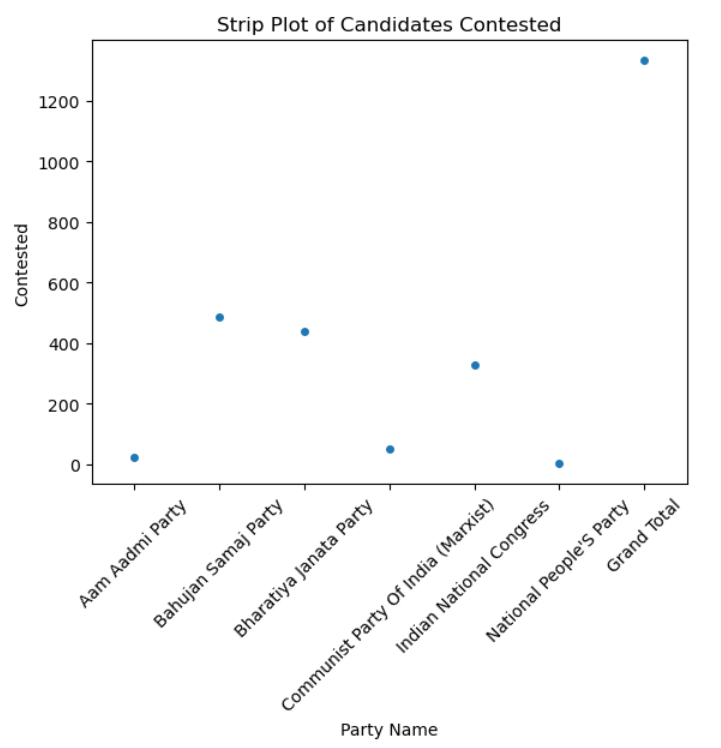 Strip Plot of Candidates Contested
1200
1000
800
600
400
200
0
Contested
Aam Aadmi Party
Bahujan Samaj Party
Bharatiya Janata Party
Communist Party Of India (Marxist)
Indian National Congress
National People'S Party
Grand Total
Party Name